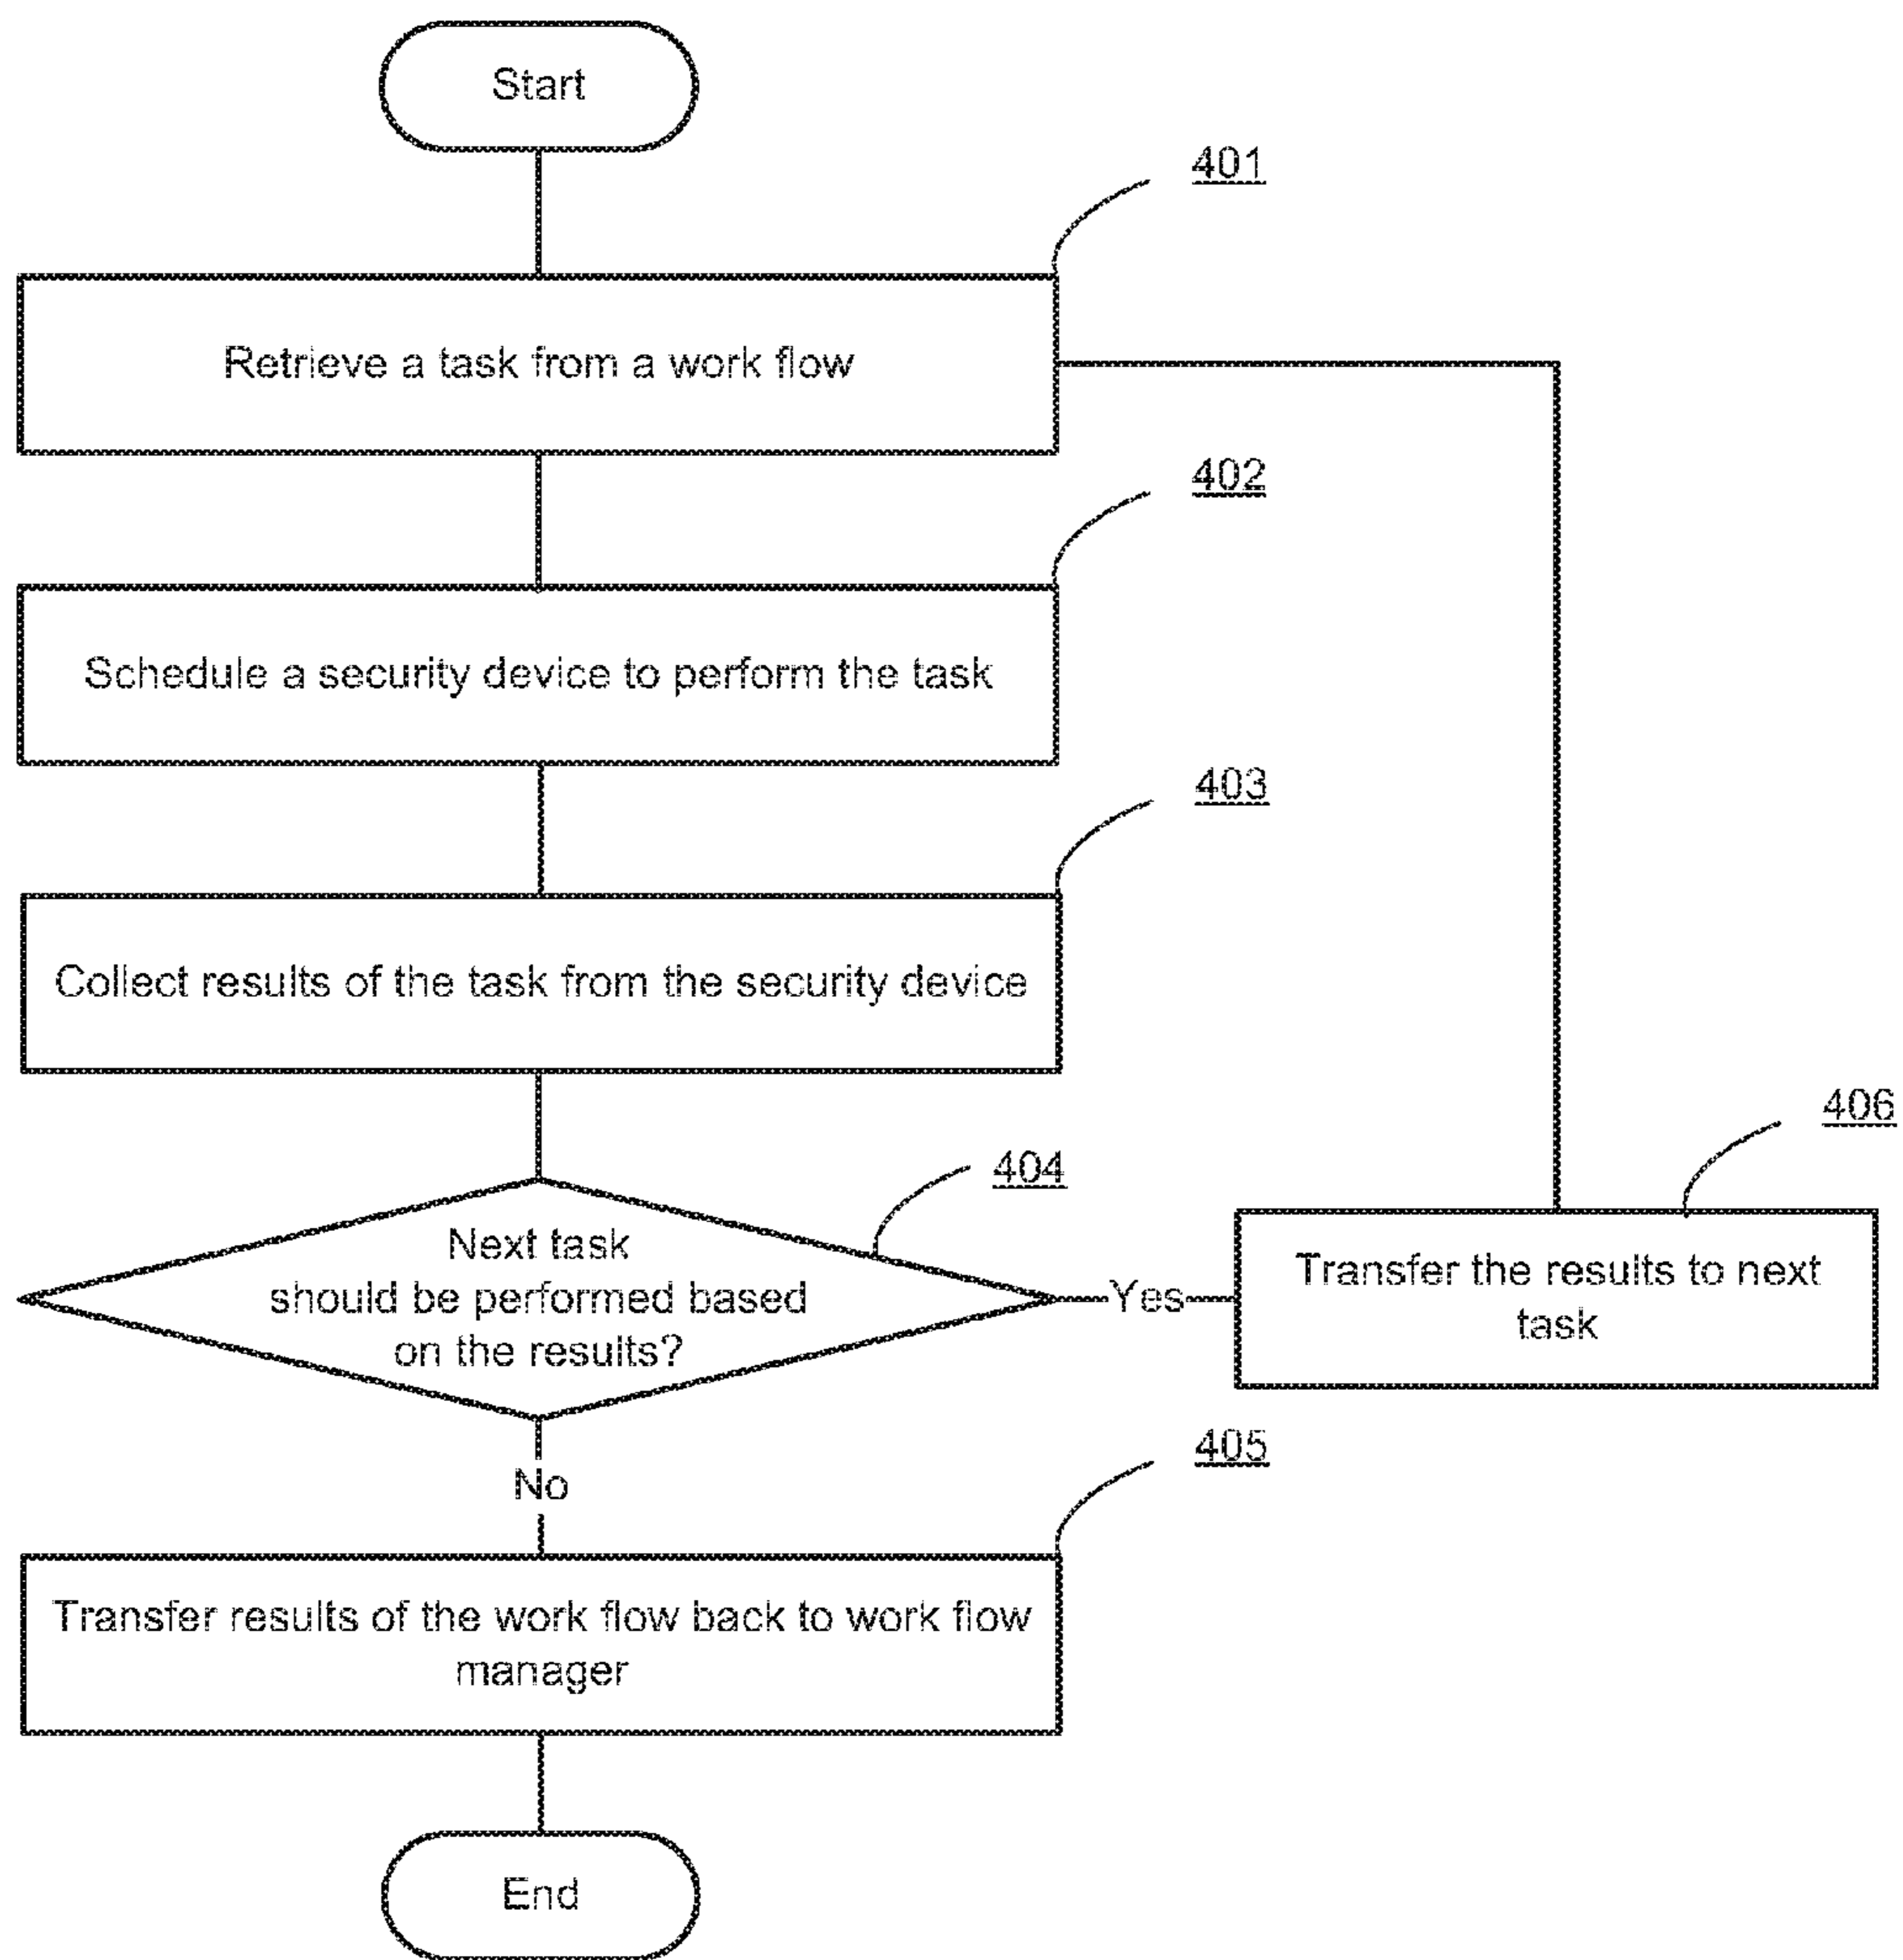 Start
401
Retrieve a task from a work flow
402
Schedule a security device to perform the task
403
Collect results of the task from the security device
404
Next task
should be performed based
on the results?
Yes
406
Transfer the results to next
task
No
405
Transfer results of the work flow back to work flow
manager
End